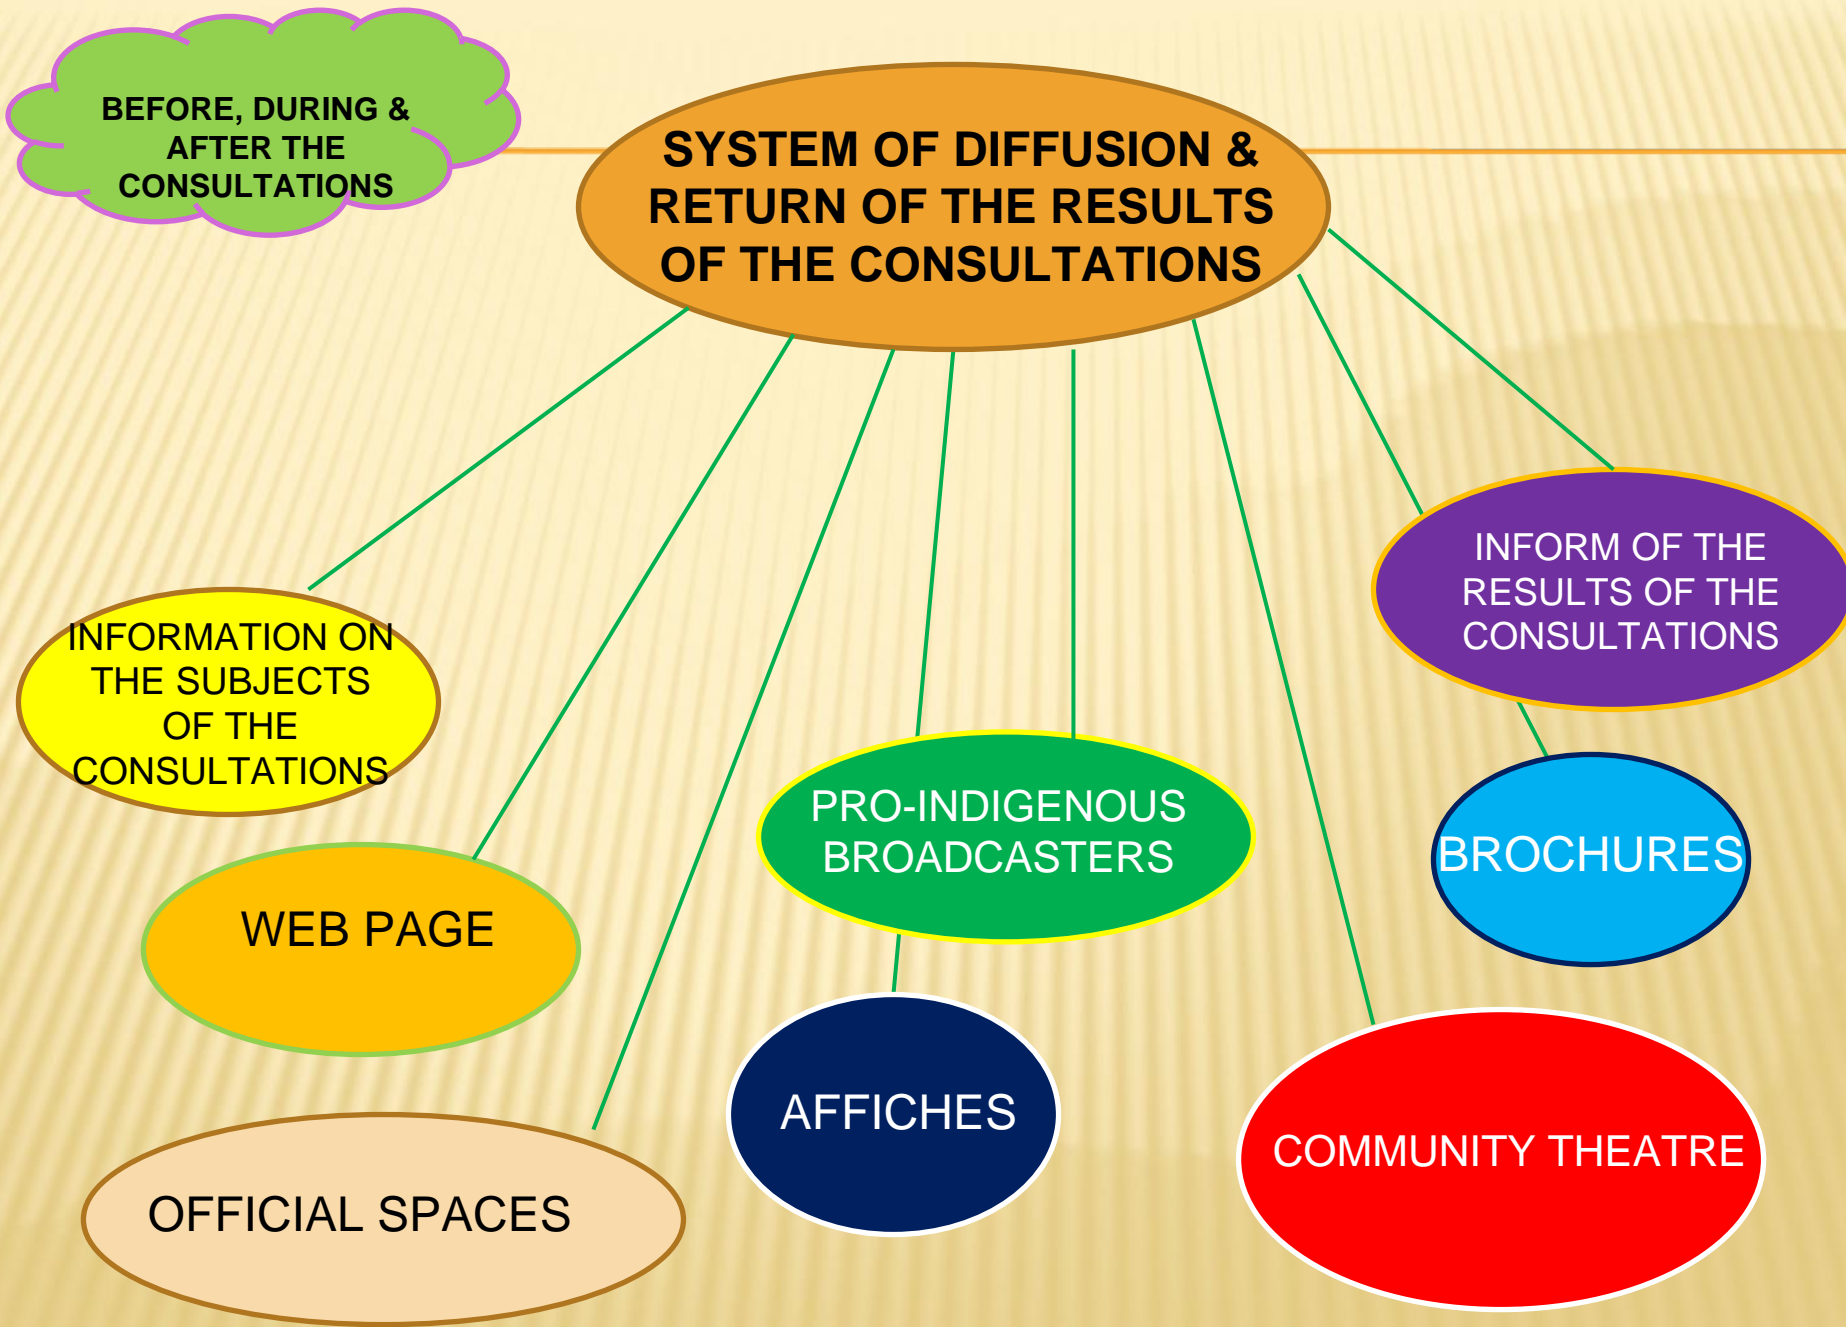 BEFORE, DURING &
AFTER THE
CONSULTATIONS
SYSTEM OF DIFFUSION &
RETURN OF THE RESULTS
OF THE CONSULTATIONS
INFORMATION ON
THE SUBJECTS
OF THE
CONSULTATIONS
WEB PAGE
OFFICIAL SPACES
PRO-INDIGENOUS
BROADCASTERS
AFFICHES
INFORM OF THE
RESULTS OF THE
CONSULTATIONS
BROCHURES
COMMUNITY THEATRE